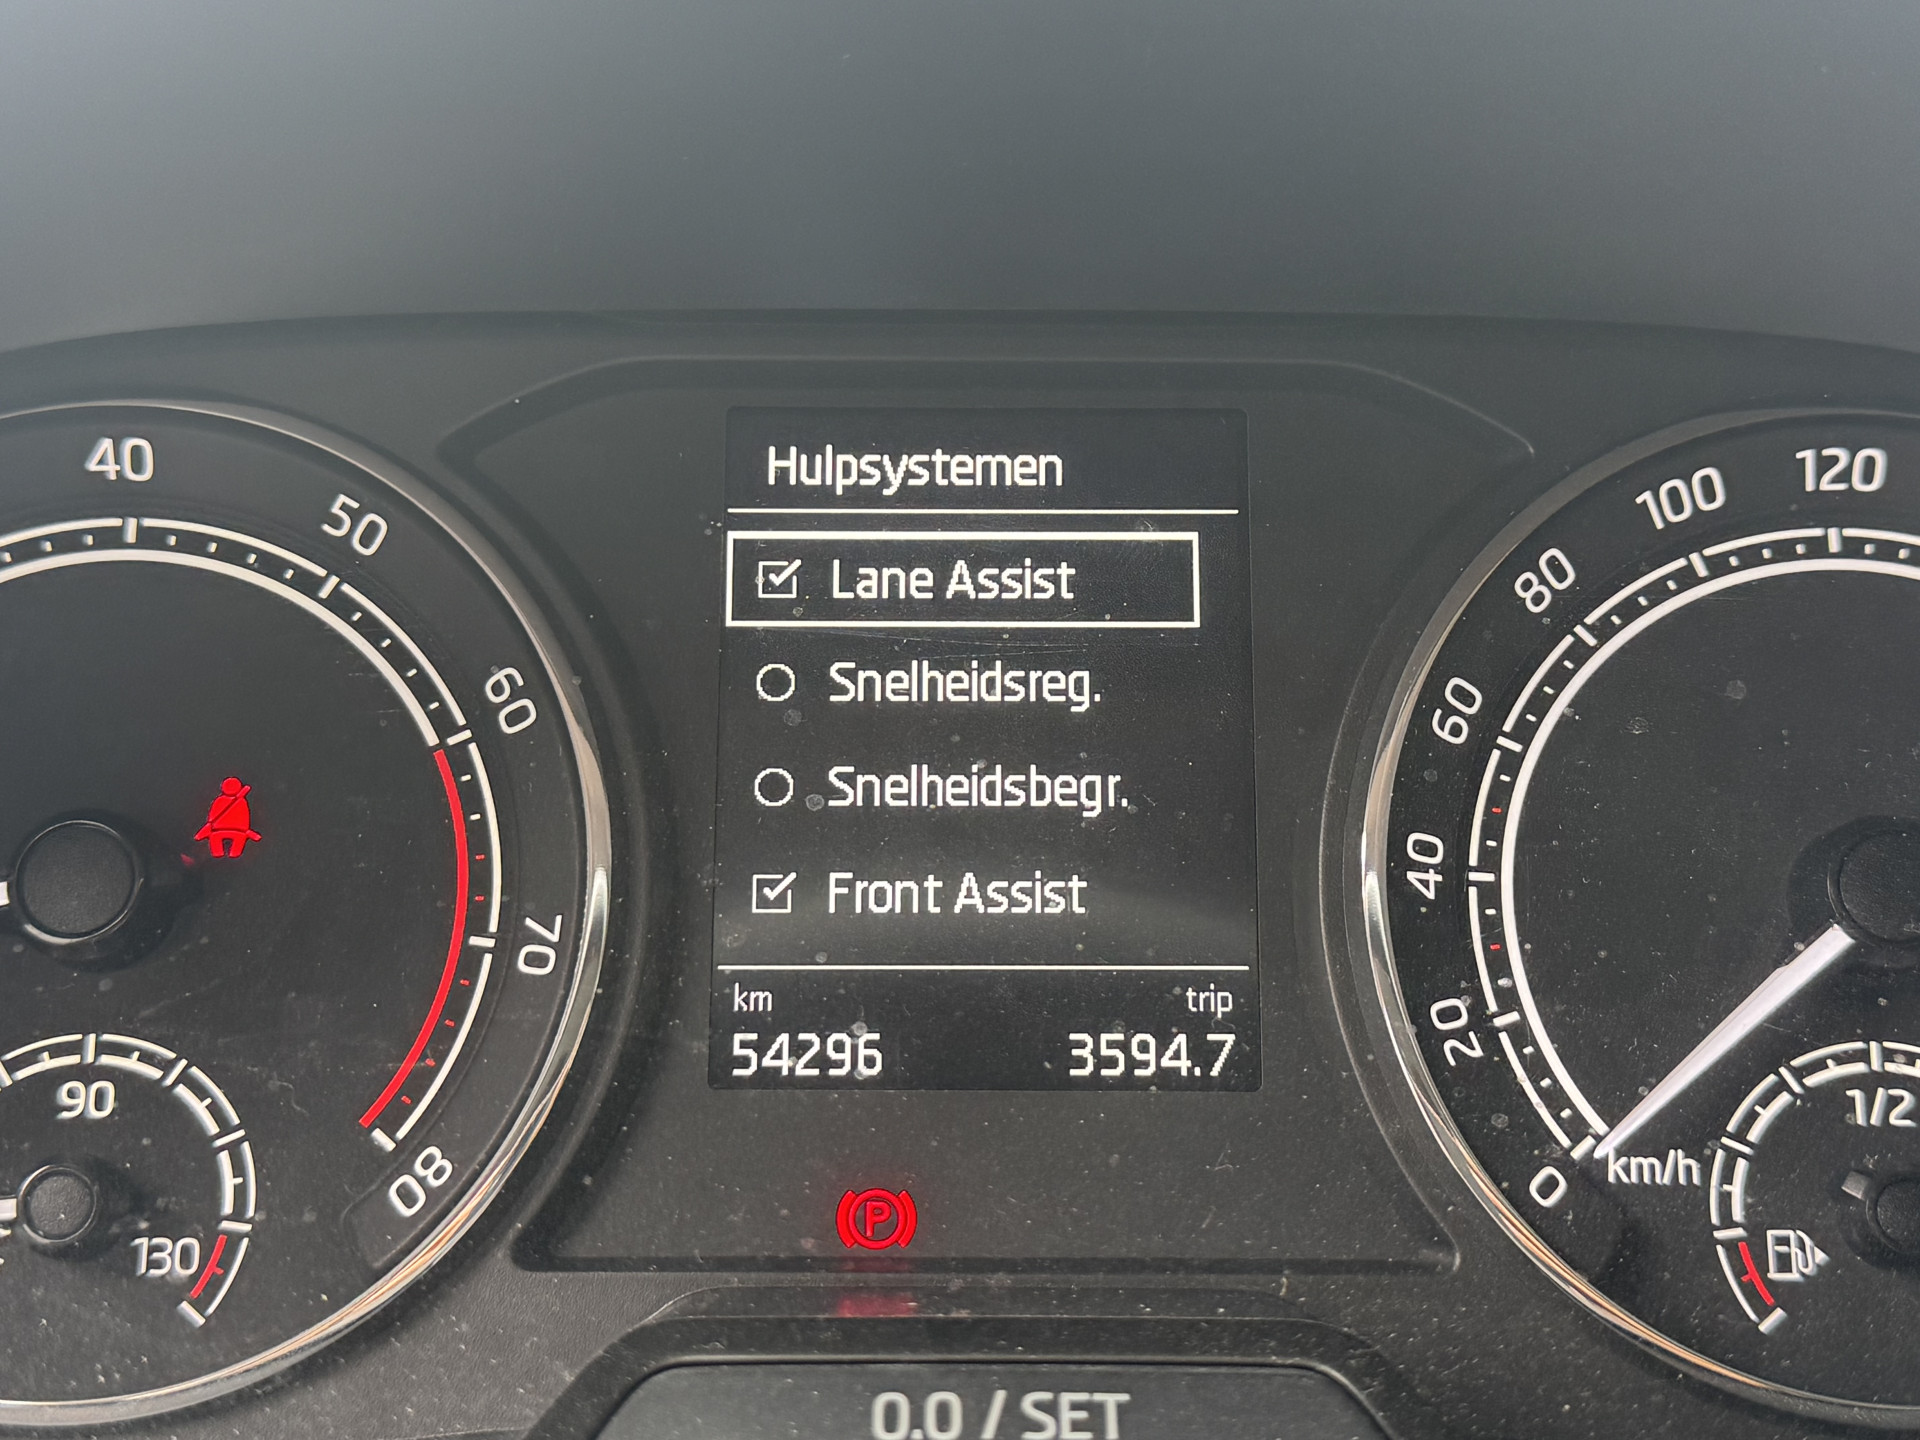 Hulpsystemen
Lane Assist
Snelheidsreg.
Snelheidsbegr.
Front Assist
km trip
54296 3594.7
40
50
60
70
80
90
130
120
100
80
60
40
20
0
km/h
1/2
P
0.0 / SET